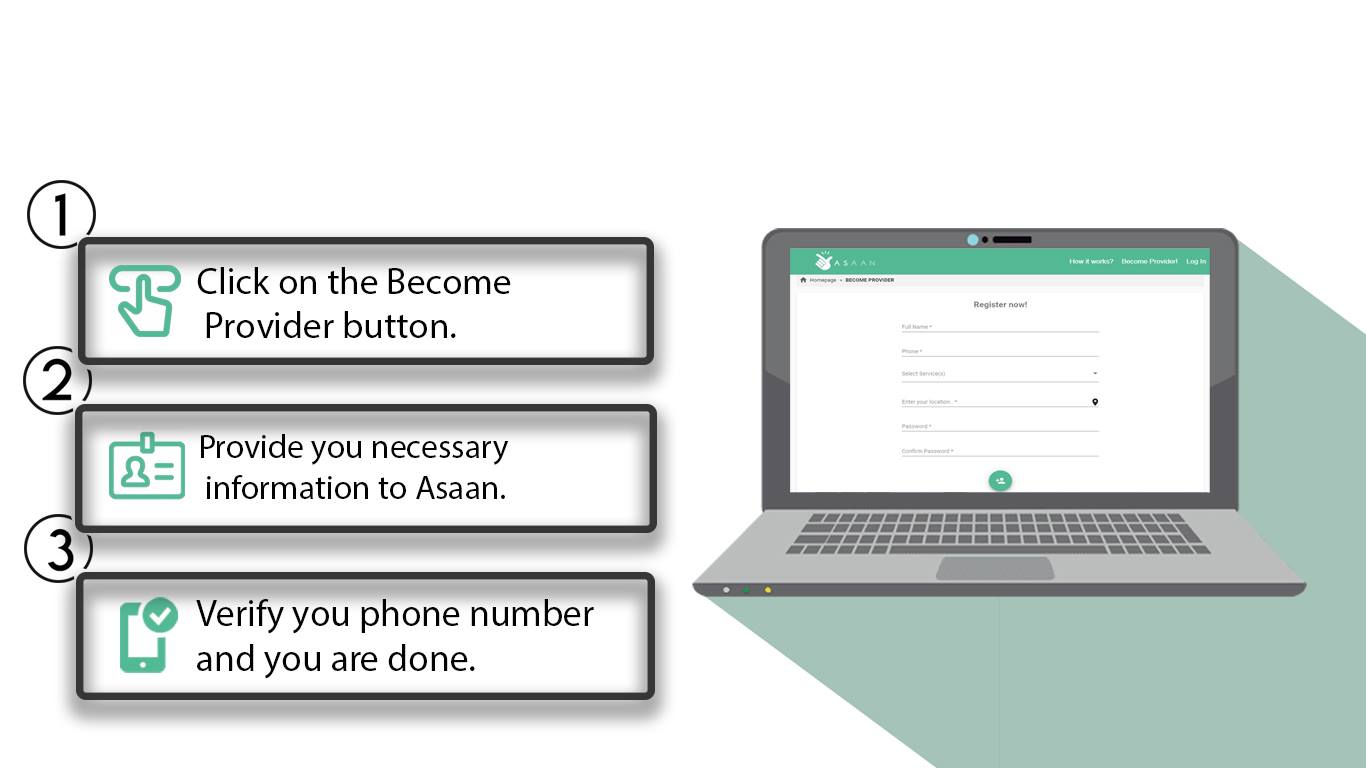 1
Click on the Become
Provider button.
2
Provide you necessary
information to Asaan.
3
Verify you phone number
and you are done.
ASAAN
How it works? Become Provider! Log In
Homepage • BECOME PROVIDER
Register now!
Full Name *
Phone *
Select Service(s)
Enter your location.. *
Password *
Confirm Password *